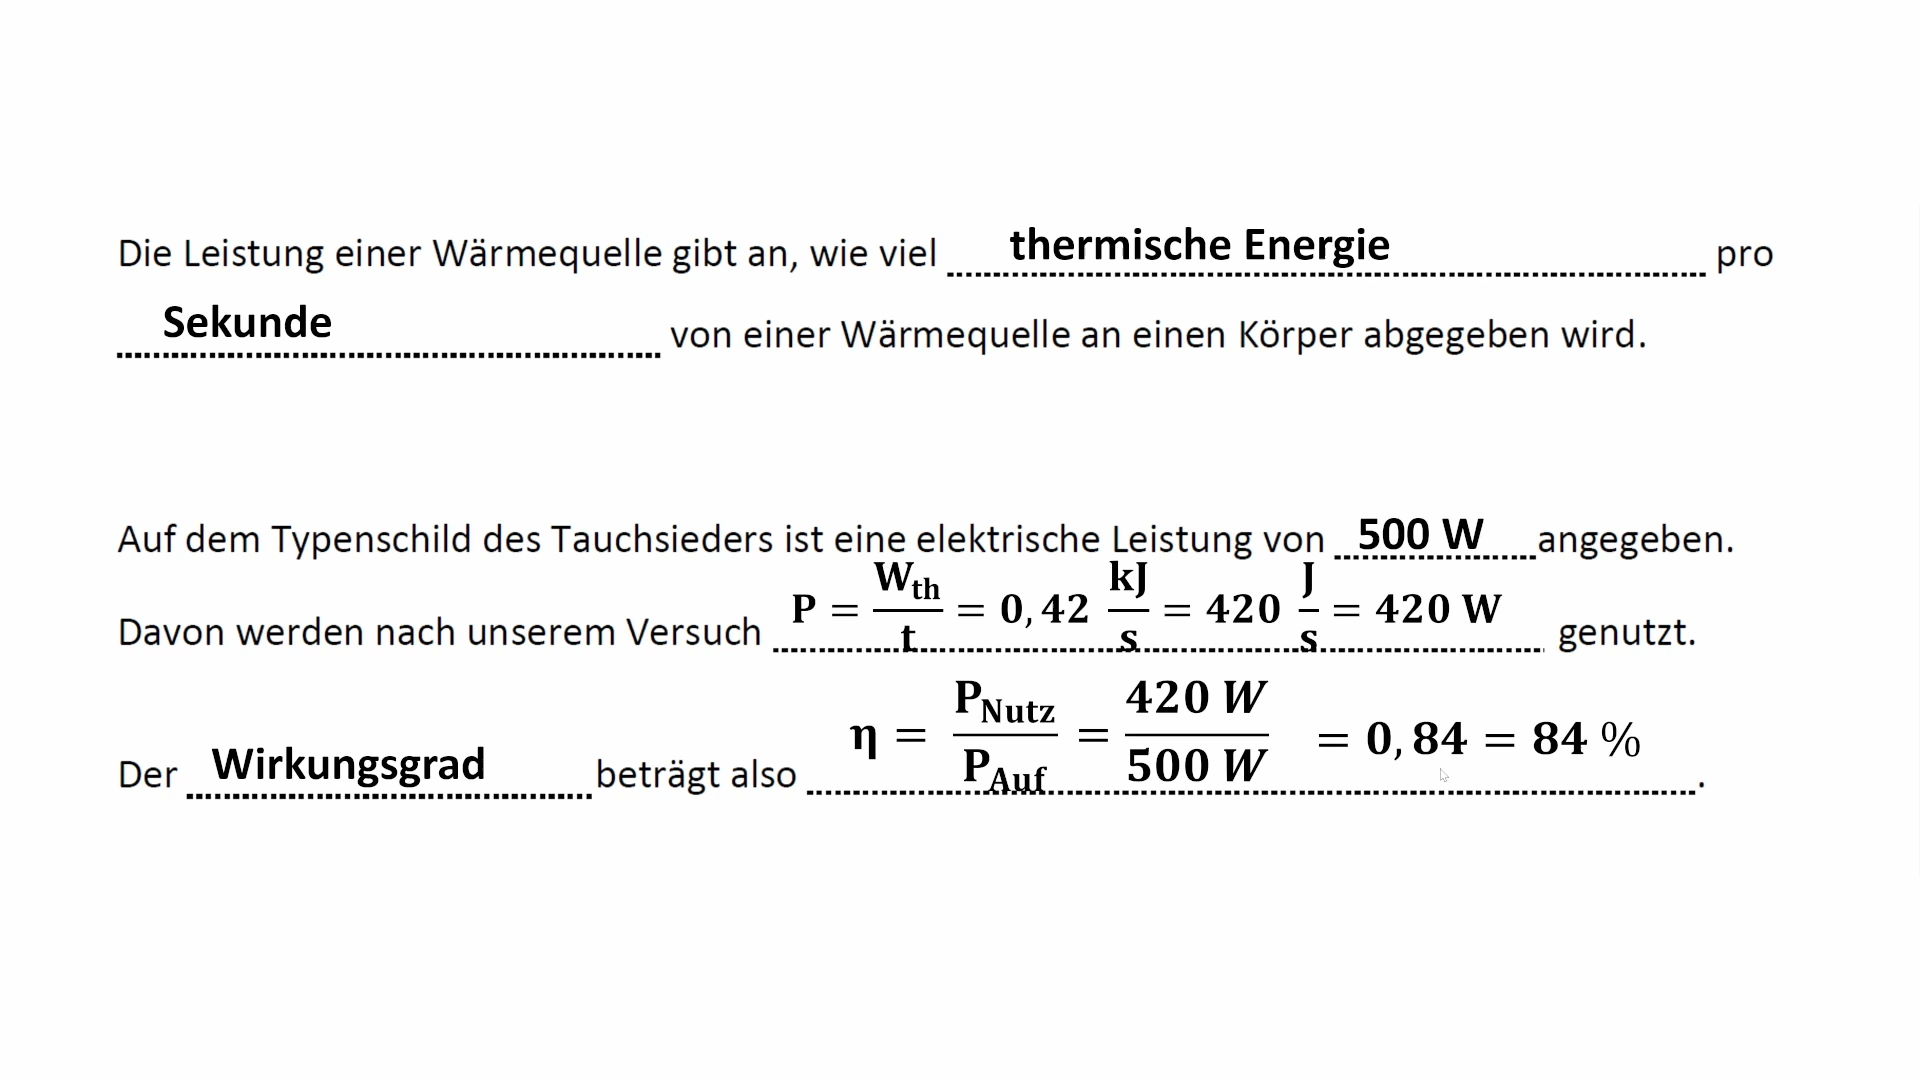 Die Leistung einer Wärmequelle gibt an, wie viel thermische Energie pro
Sekunde von einer Wärmequelle an einen Körper abgegeben wird.
Auf dem Typenschild des Tauchsieders ist eine elektrische Leistung von 500 W angegeben.
Davon werden nach unserem Versuch P = W_th/t = 0,42 kJ/s = 420 J/s = 420 W genutzt.
Der Wirkungsgrad beträgt also η = P_Nutz/P_Auf = 420 W/500 W = 0,84 = 84 %.